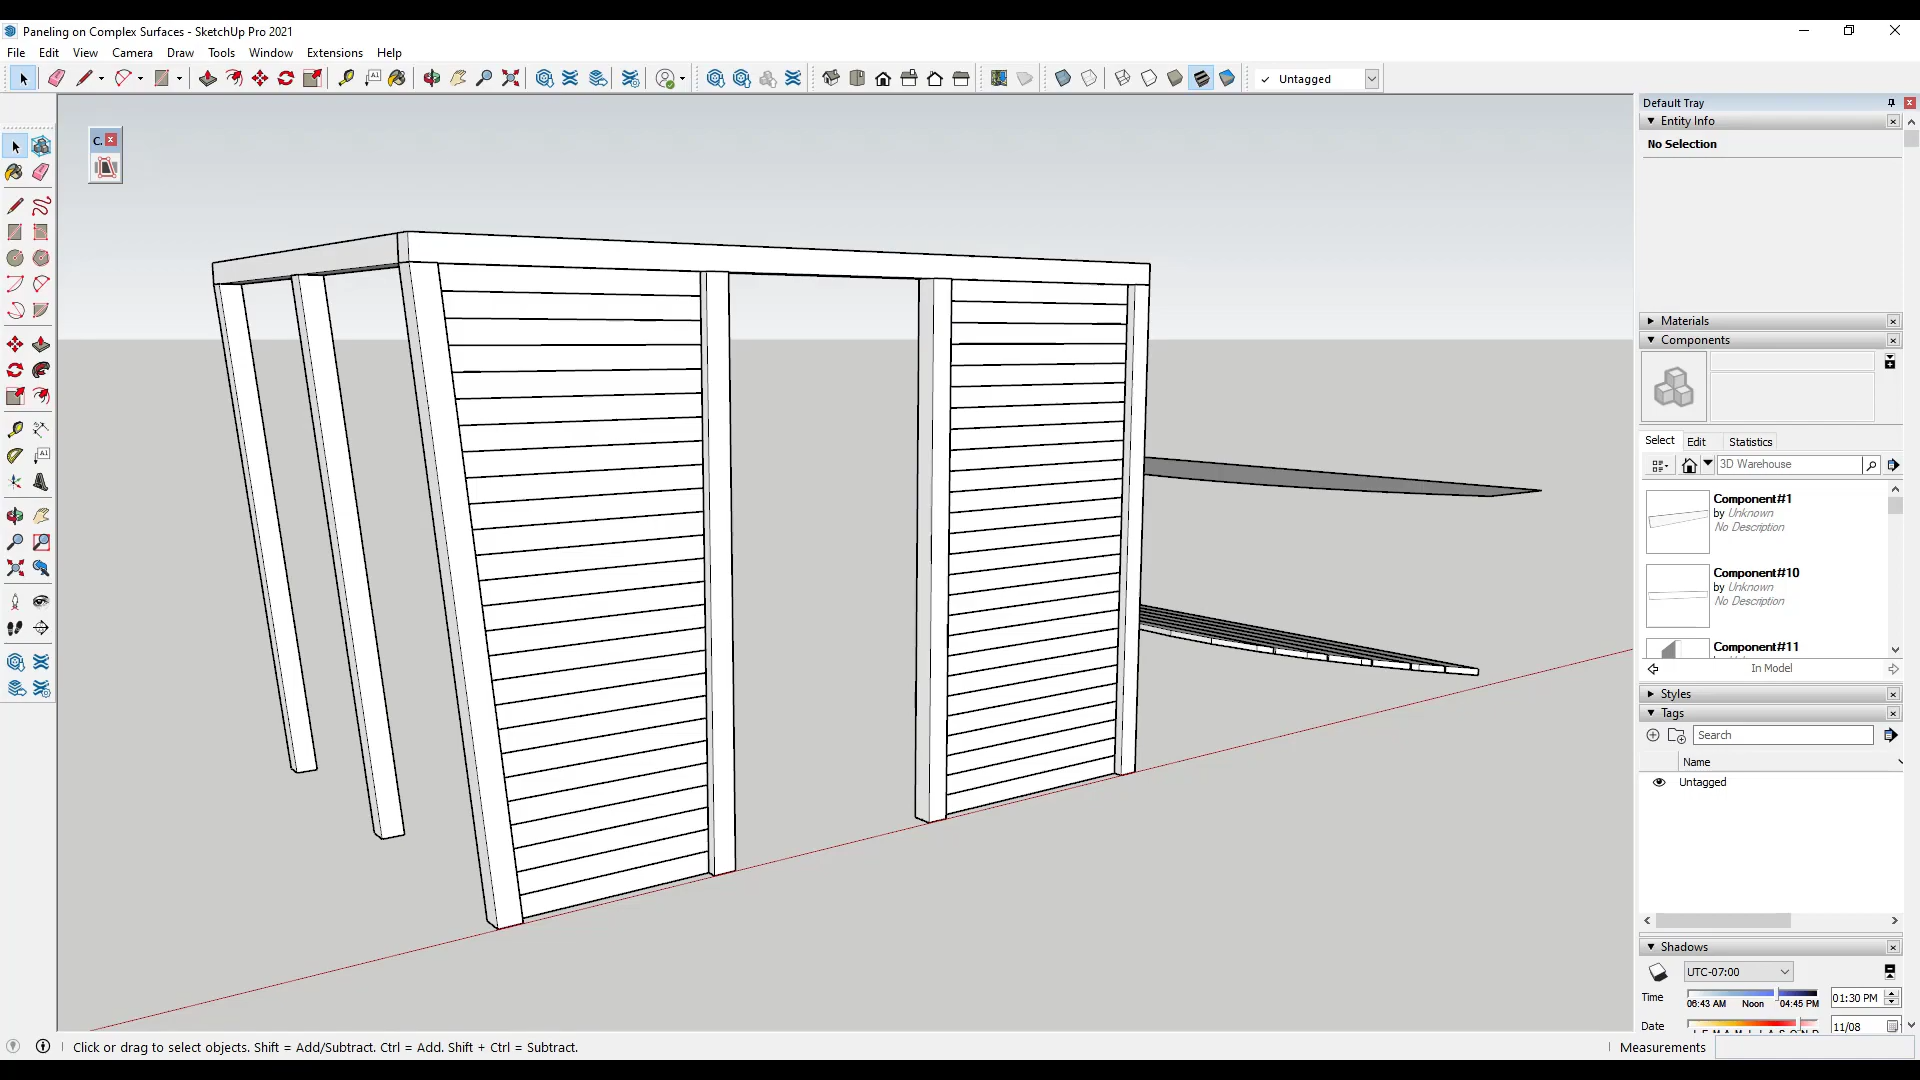 Paneling on Complex Surfaces - SketchUp Pro 2021
File Edit View Camera Draw Tools Window Extensions Help
Untagged
C.
Default Tray
Entity Info
No Selection
Materials
Components
Select Edit Statistics
3D Warehouse
Component#1
by Unknown
No Description
Component#10
by Unknown
No Description
Component#11
In Model
Styles
Tags
Search
Name
Untagged
Shadows
UTC-07:00
Time 06:43 AM Noon 04:45 PM 01:30 PM
Date 11/08
Click or drag to select objects. Shift = Add/Subtract. Ctrl = Add. Shift + Ctrl = Subtract.
Measurements